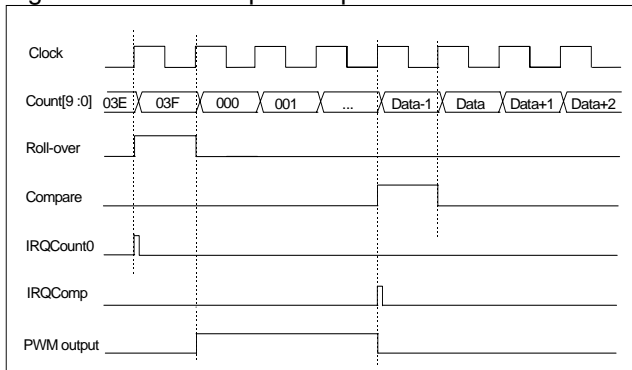 Clock
Count[9 :0] 03E 03F 000 001 ... Data-1 Data Data+1 Data+2
Roll-over
Compare
IRQCount0
IRQComp
PWM output